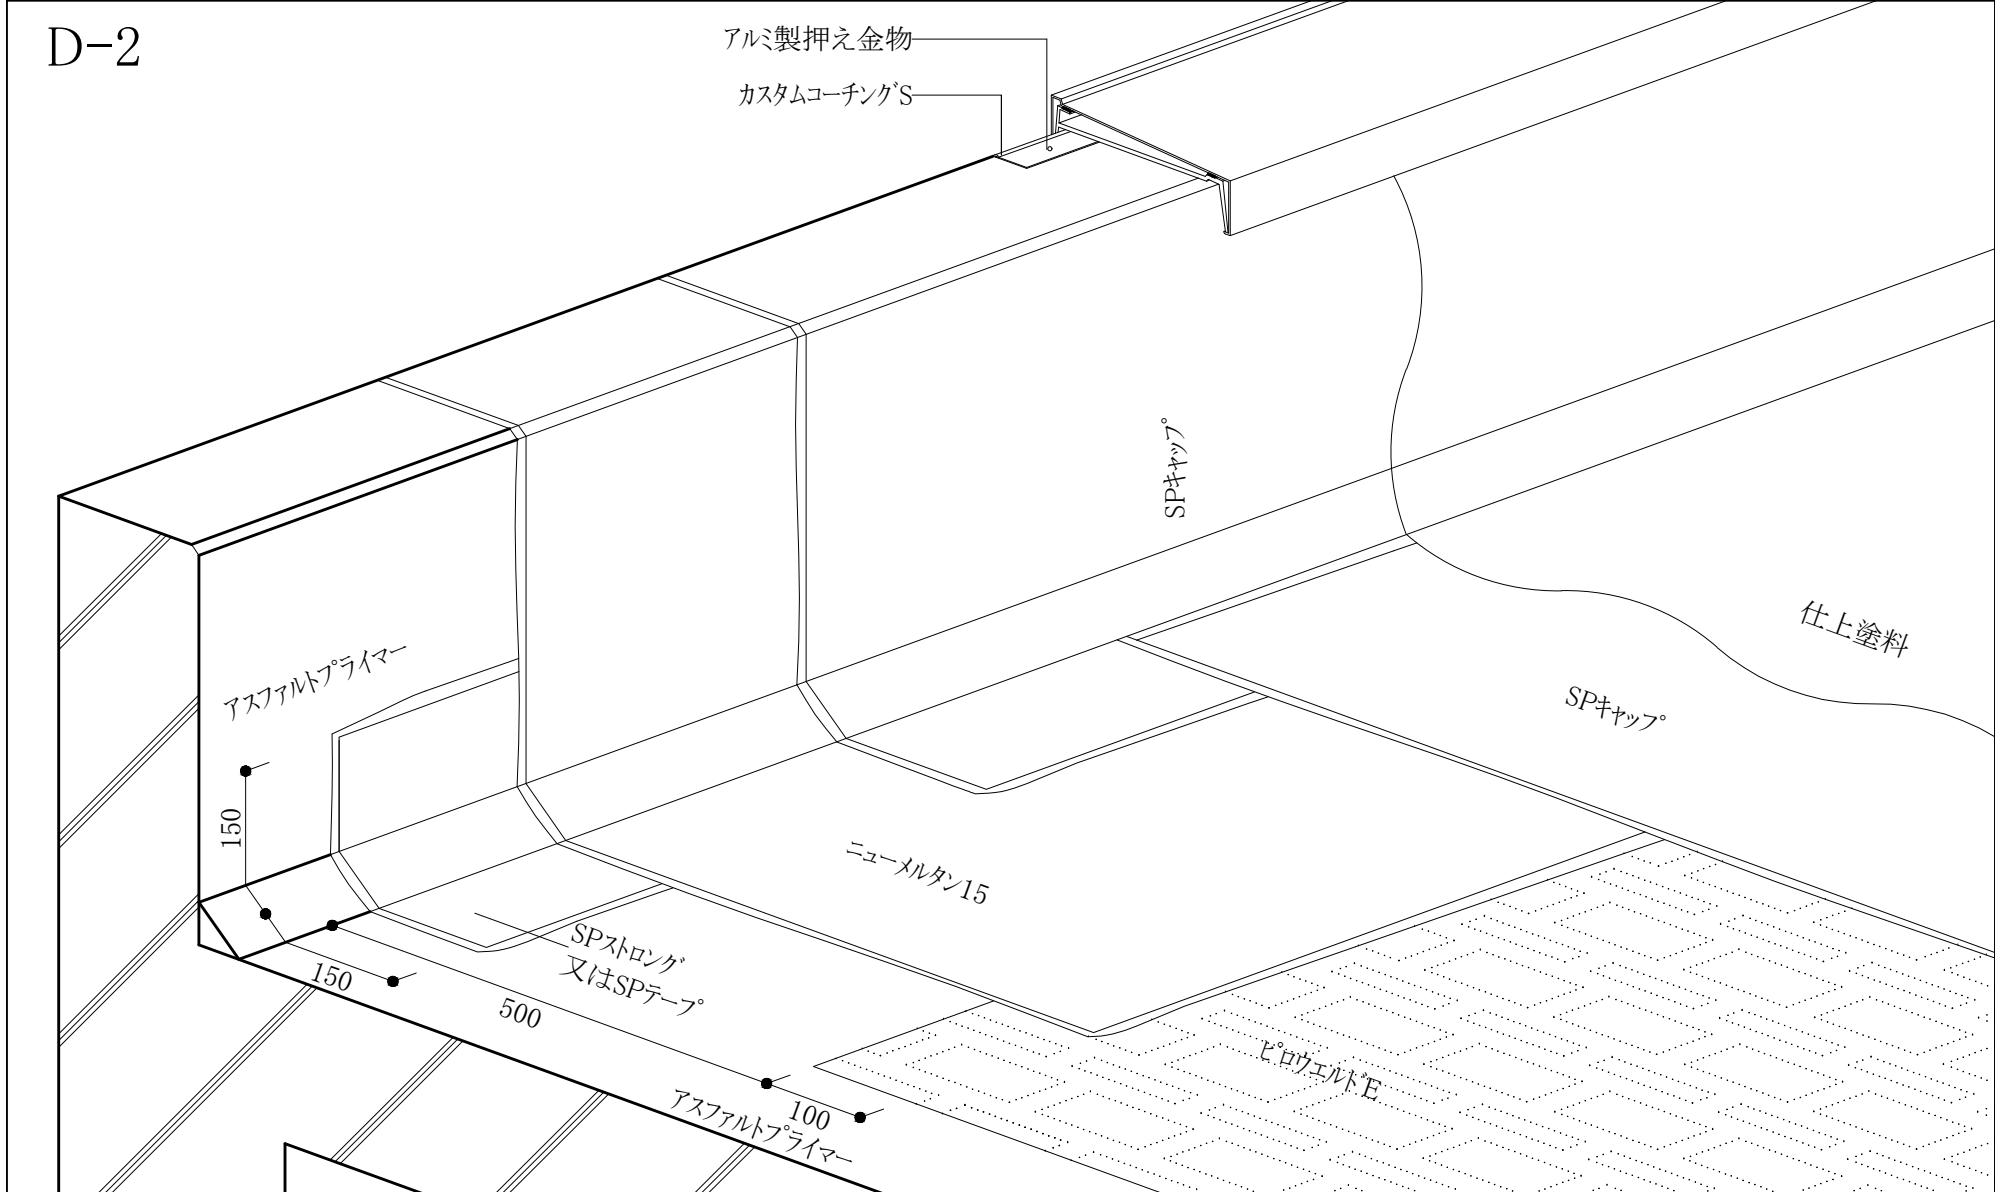 D-2
アルミ製押え金物
カスタムコーチングS
SPキャップ
仕上塗料
SPキャップ
アスファルトプライマー
150
ニューメルタン15
SPストロング
又はSPテープ
150
500
100
アスファルトプライマー
ピロウェルドE